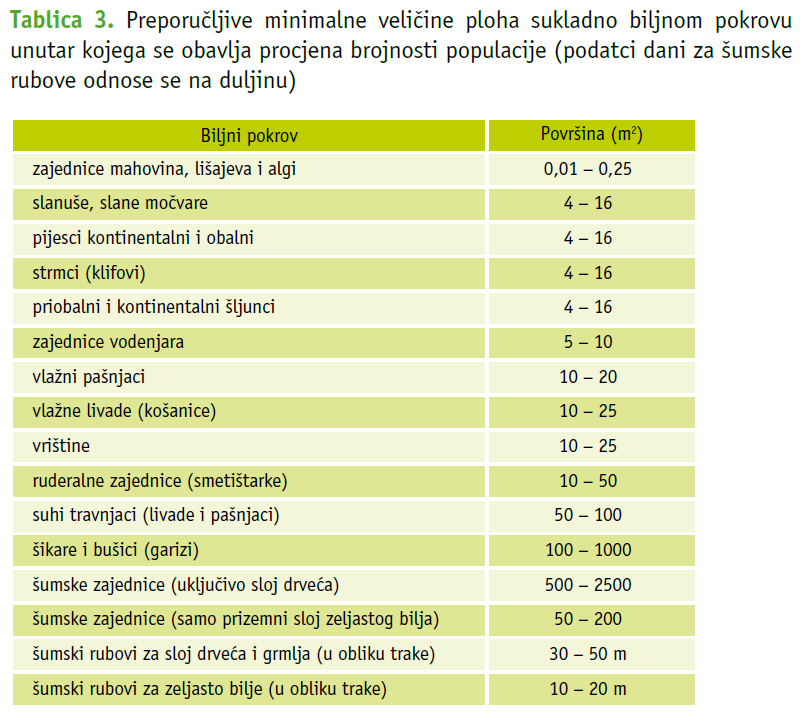 Tablica 3. Preporučljive minimalne veličine ploha sukladno biljnom pokrovu
unutar kojega se obavlja procjena brojnosti populacije (podatci dani za šumske
rubove odnose se na duljinu)
Biljni pokrov Površina (m²)
zajednice mahovina, lišajeva i algi 0,01 – 0,25
slanuše, slane močvare 4 – 16
pijesci kontinentalni i obalni 4 – 16
strmci (klifovi) 4 – 16
priobalni i kontinentalni šljunci 4 – 16
zajednice vodenjara 5 – 10
vlažni pašnjaci 10 – 20
vlažne livade (košanice) 10 – 25
vrištine 10 – 25
ruderalne zajednice (smetištarke) 10 – 50
suhi travnjaci (livade i pašnjaci) 50 – 100
šikare i bušici (garizi) 100 – 1000
šumske zajednice (uključivo sloj drveća) 500 – 2500
šumske zajednice (samo prizemni sloj zeljastog bilja) 50 – 200
šumski rubovi za sloj drveća i grmlja (u obliku trake) 30 – 50 m
šumski rubovi za zeljasto bilje (u obliku trake) 10 – 20 m